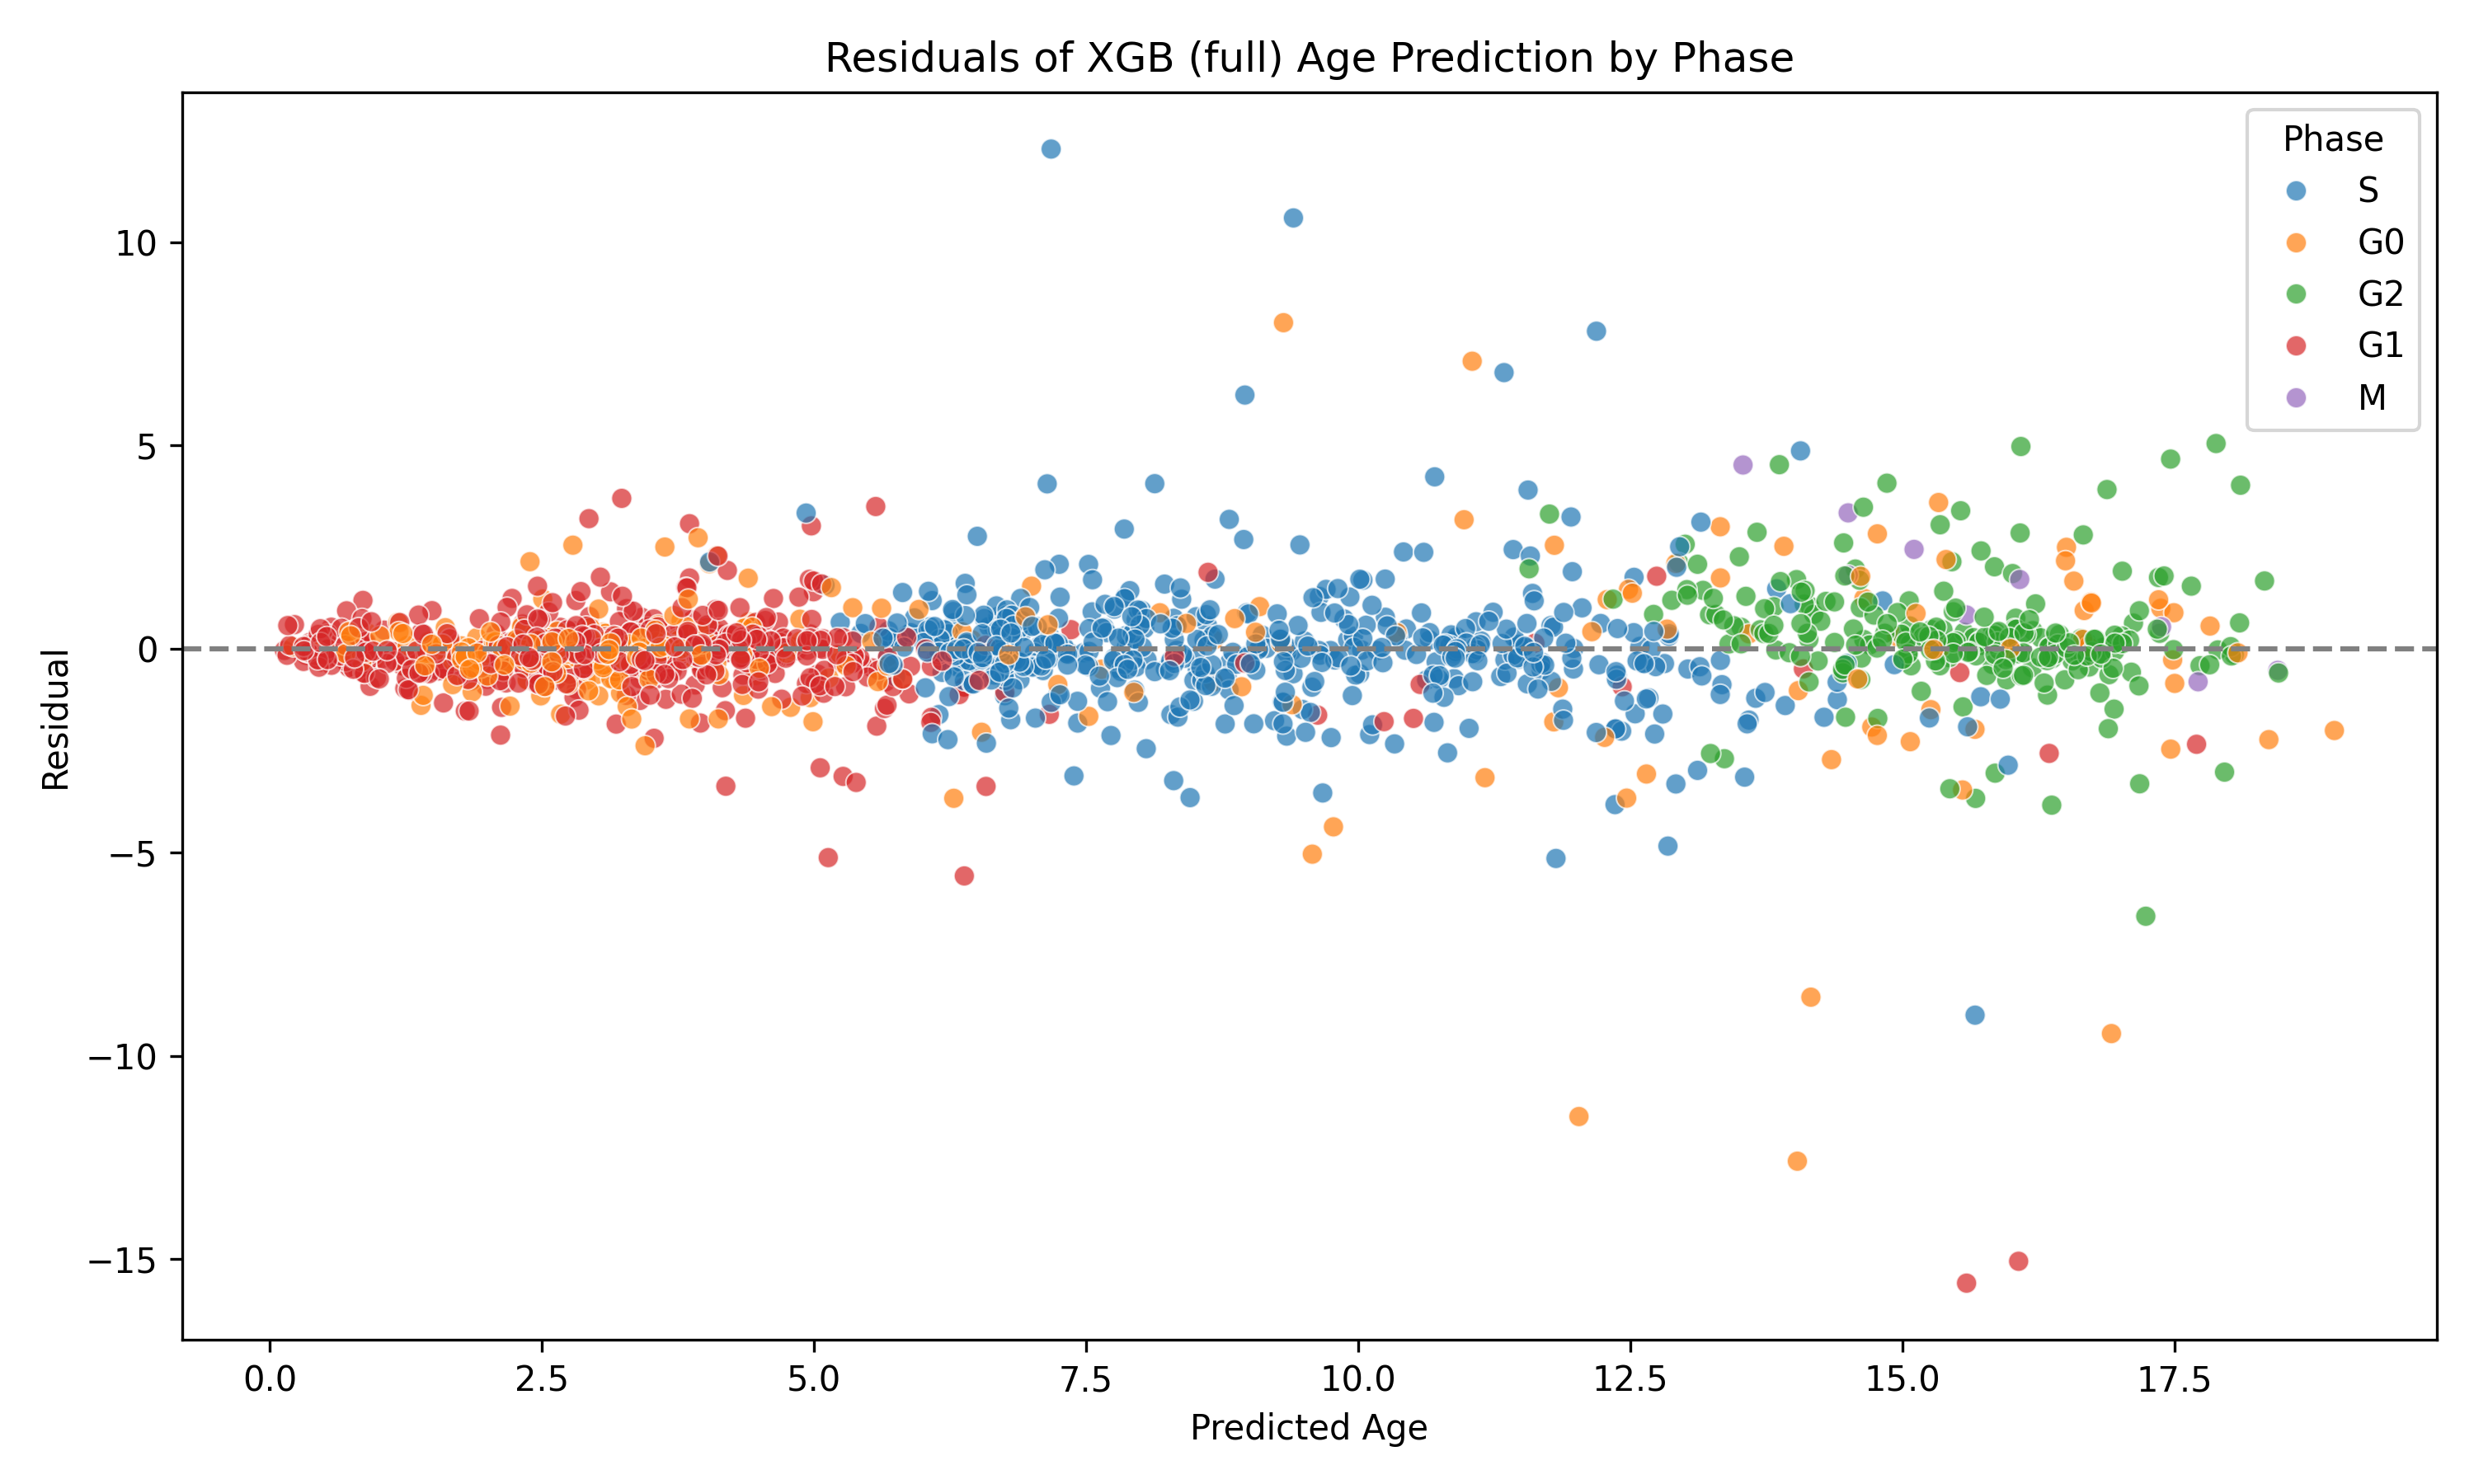 Residuals of XGB (full) Age Prediction by Phase
Phase
S
G0
G2
G1
M
Residual
10
5
0
−5
−10
−15
0.0 2.5 5.0 7.5 10.0 12.5 15.0 17.5
Predicted Age